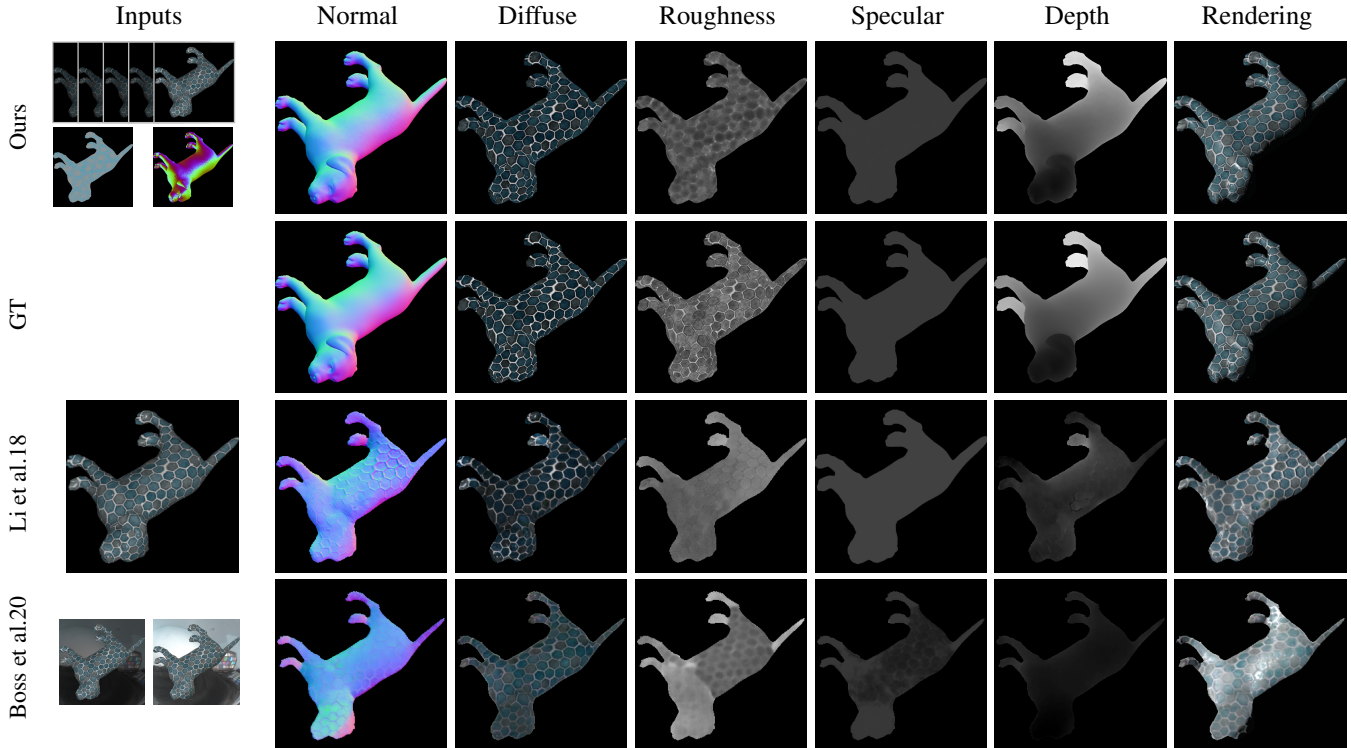 Inputs Normal Diffuse Roughness Specular Depth Rendering
Ours
GT
Li et al.18
Boss et al.20